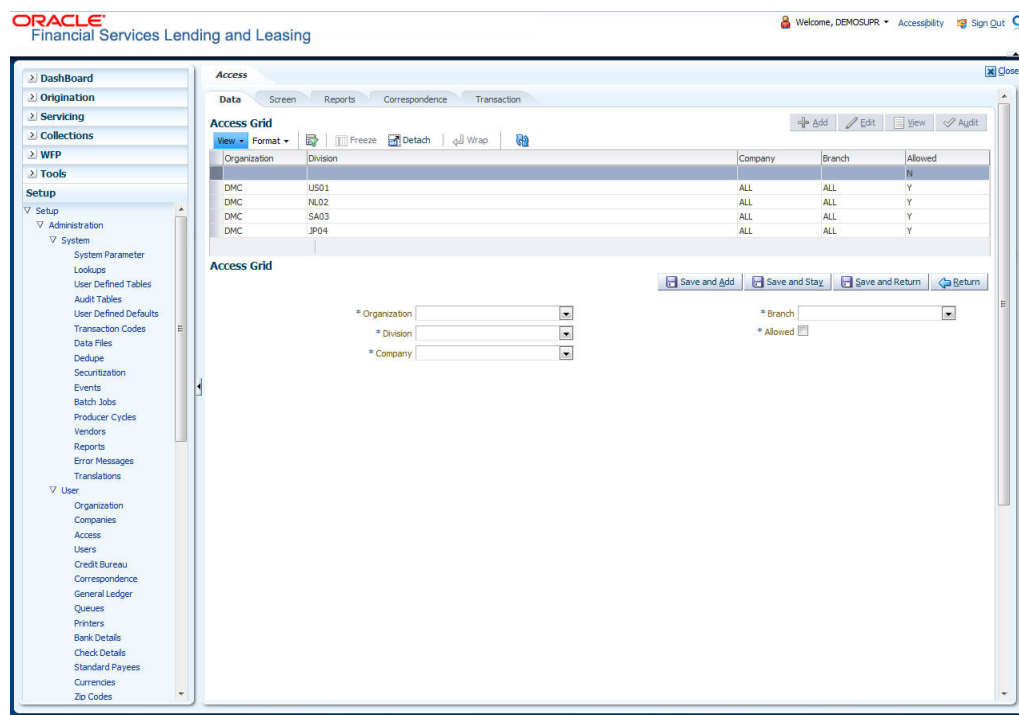 ORACLE
Financial Services Lending and Leasing
Welcome, DEMOSUPR Accessibility Sign Out
Close
DashBoard
Origination
Servicing
Collections
WFP
Tools
Setup
Setup
Administration
System
System Parameter
Lookups
User Defined Tables
Audit Tables
User Defined Defaults
Transaction Codes
Data Files
Dedupe
Securitization
Events
Batch Jobs
Producer Cycles
Vendors
Reports
Error Messages
Translations
User
Organization
Companies
Access
Users
Credit Bureau
Correspondence
General Ledger
Queues
Printers
Bank Details
Check Details
Standard Payees
Currencies
Zip Codes
Access
Data Screen Reports Correspondence Transaction
Access Grid
Add Edit View Audit
View Format Freeze Detach Wrap
Organization Division Company Branch Allowed
N
DMC US01 ALL ALL Y
DMC NL02 ALL ALL Y
DMC SA03 ALL ALL Y
DMC JP04 ALL ALL Y
Access Grid
Save and Add Save and Stay Save and Return Return
* Organization * Branch
* Division * Allowed
* Company